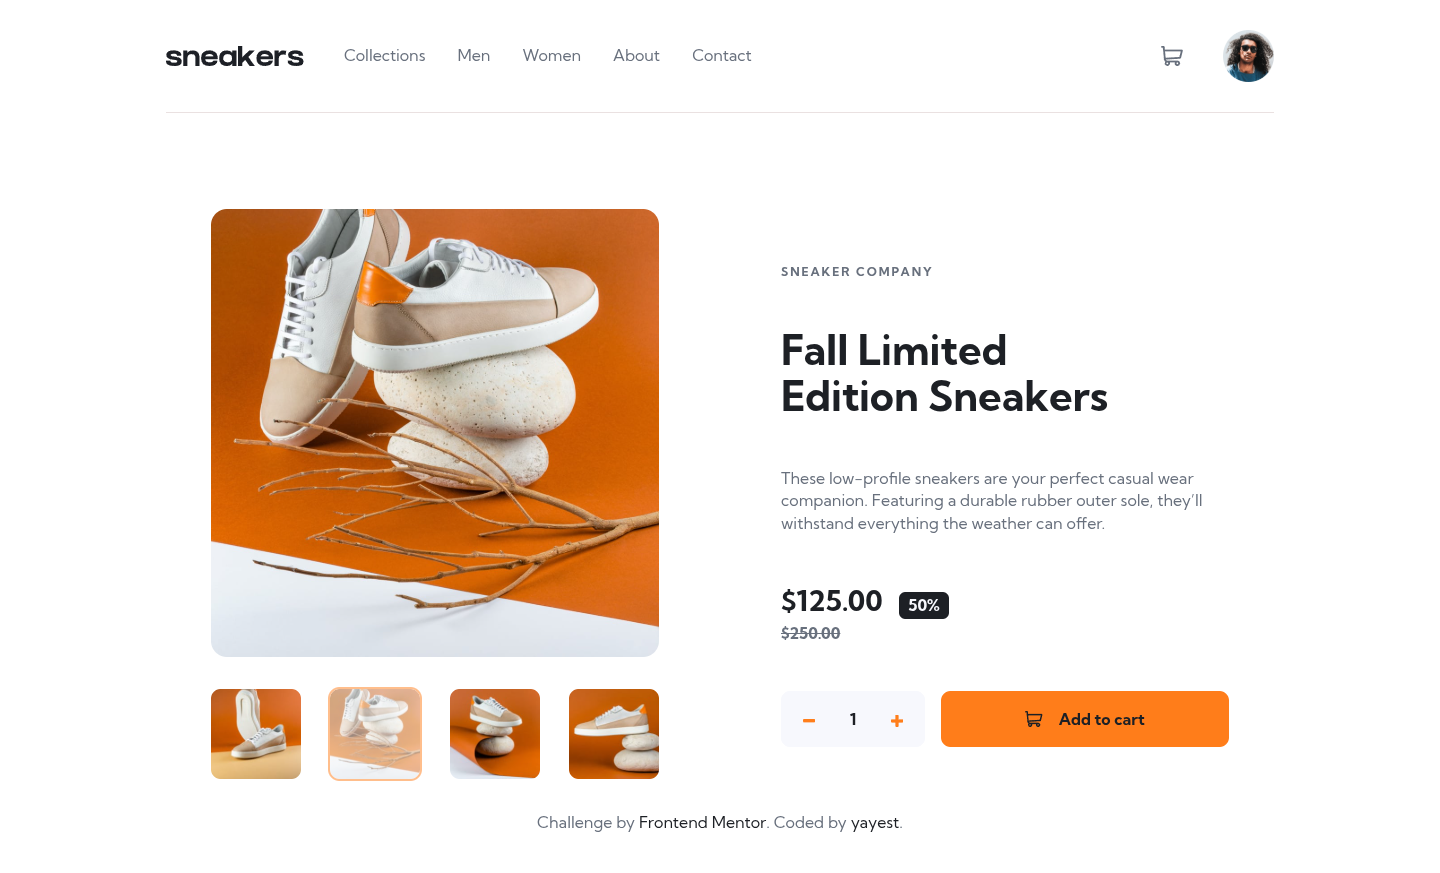 sneakers
Collections Men Women About Contact
SNEAKER COMPANY
Fall Limited
Edition Sneakers
These low-profile sneakers are your perfect casual wear
companion. Featuring a durable rubber outer sole, they’ll
withstand everything the weather can offer.
$125.00 50%
$250.00
1 Add to cart
Challenge by Frontend Mentor. Coded by yayest.